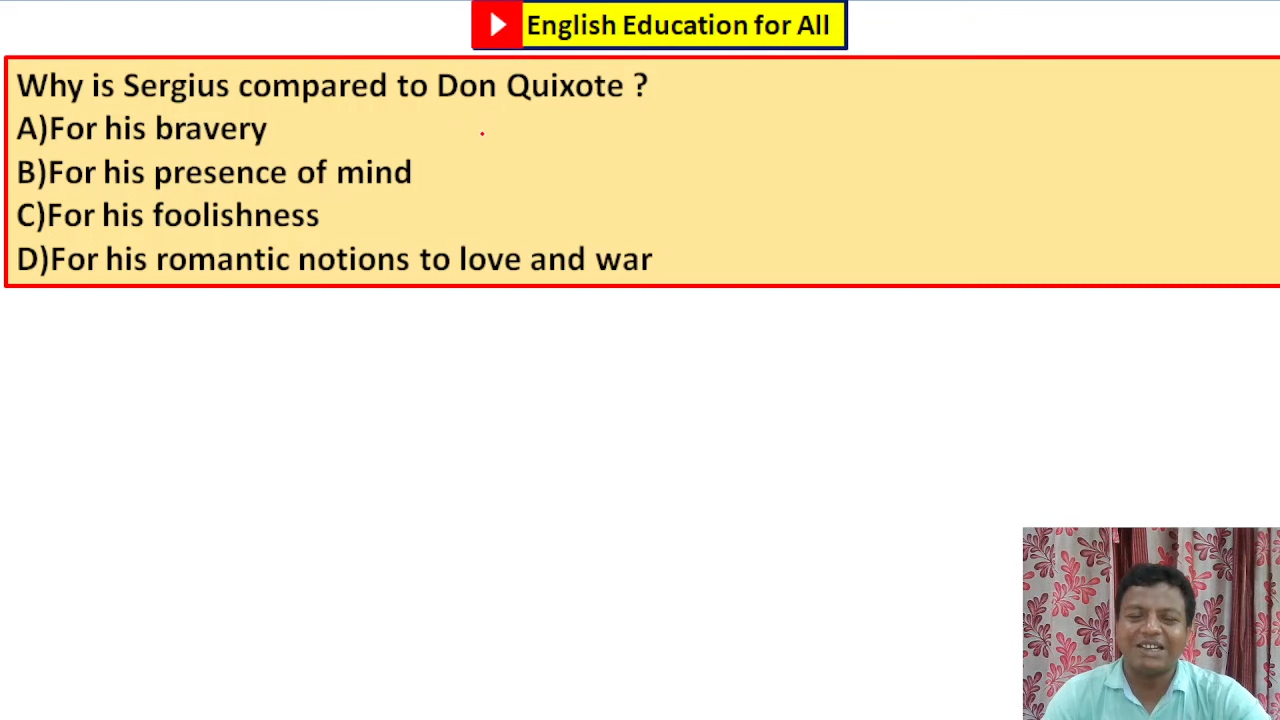 English Education for All
Why is Sergius compared to Don Quixote ?
A)For his bravery
B)For his presence of mind
C)For his foolishness
D)For his romantic notions to love and war